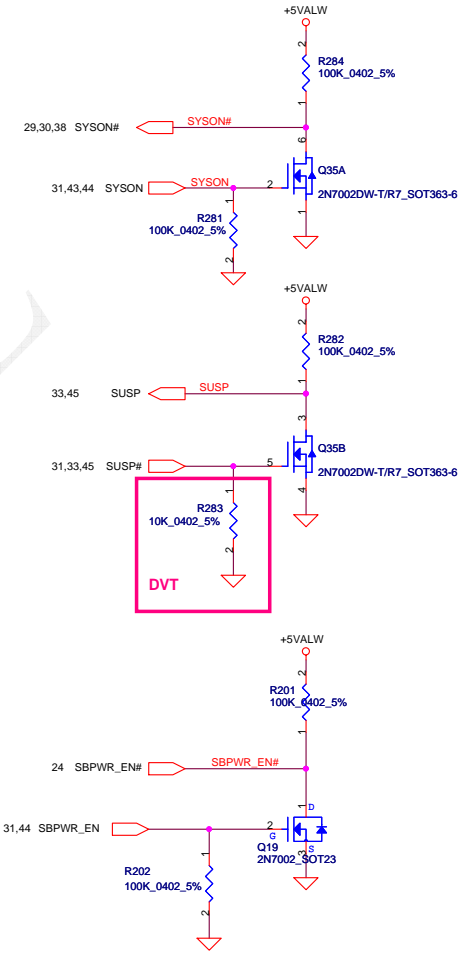 +5VALW
2
R284
100K_0402_5%
1
29,30,38 SYSON#
SYSON#
6
Q35A
31,43,44 SYSON
SYSON
2
2N7002DW-T/R7_SOT363-6
1
R281
100K_0402_5%
1
2
+5VALW
2
R282
100K_0402_5%
1
33,45 SUSP
SUSP
3
Q35B
31,33,45 SUSP#
5
2N7002DW-T/R7_SOT363-6
4
1
R283
10K_0402_5%
2
DVT
+5VALW
2
R201
100K_0402_5%
1
24 SBPWR_EN#
SBPWR_EN#
1
D
31,44 SBPWR_EN
2
G
Q19
S
3
2N7002_SOT23
1
R202
100K_0402_5%
2